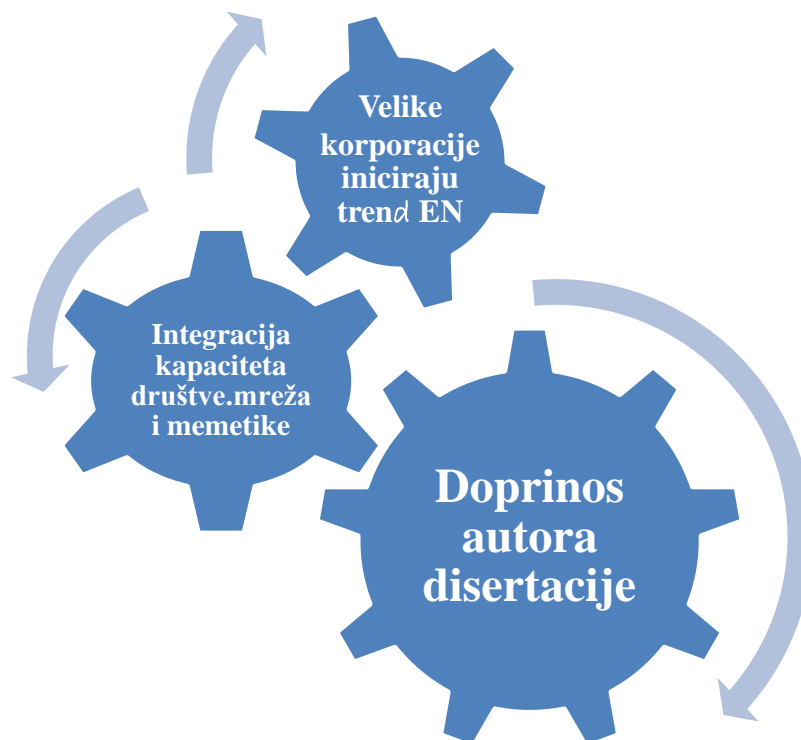 Velike
korporacije
iniciraju
trend EN
Integracija
kapaciteta
društve.mreža
i memetike
Doprinos
autora
disertacije